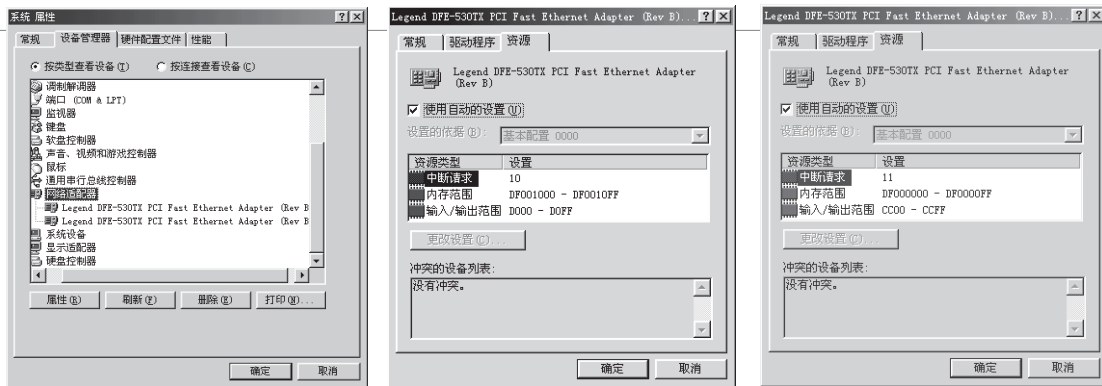 系统 属性
常规 设备管理器 硬件配置文件 性能
按类型查看设备(T) 按连接查看设备(C)
调制解调器
端口 (COM & LPT)
监视器
键盘
软盘控制器
声音、视频和游戏控制器
鼠标
通用串行总线控制器
网络适配器
Legend DFE-530TX PCI Fast Ethernet Adapter (Rev B
Legend DFE-530TX PCI Fast Ethernet Adapter (Rev B
系统设备
显示适配器
硬盘控制器
属性(R) 刷新(F) 删除(E) 打印(N)...
确定 取消
Legend DFE-530TX PCI Fast Ethernet Adapter (Rev B)...
常规 驱动程序 资源
Legend DFE-530TX PCI Fast Ethernet Adapter
(Rev B)
使用自动的设置(U)
设置的依据(B): 基本配置 0000
资源类型 设置
中断请求 10
内存范围 DF001000 - DF0010FF
输入/输出范围 D000 - D0FF
更改设置(C)...
冲突的设备列表:
没有冲突。
确定 取消
Legend DFE-530TX PCI Fast Ethernet Adapter (Rev B)...
常规 驱动程序 资源
Legend DFE-530TX PCI Fast Ethernet Adapter
(Rev B)
使用自动的设置(U)
设置的依据(B): 基本配置 0000
资源类型 设置
中断请求 11
内存范围 DF000000 - DF0000FF
输入/输出范围 CC00 - CCFF
更改设置(C)...
冲突的设备列表:
没有冲突。
确定 取消